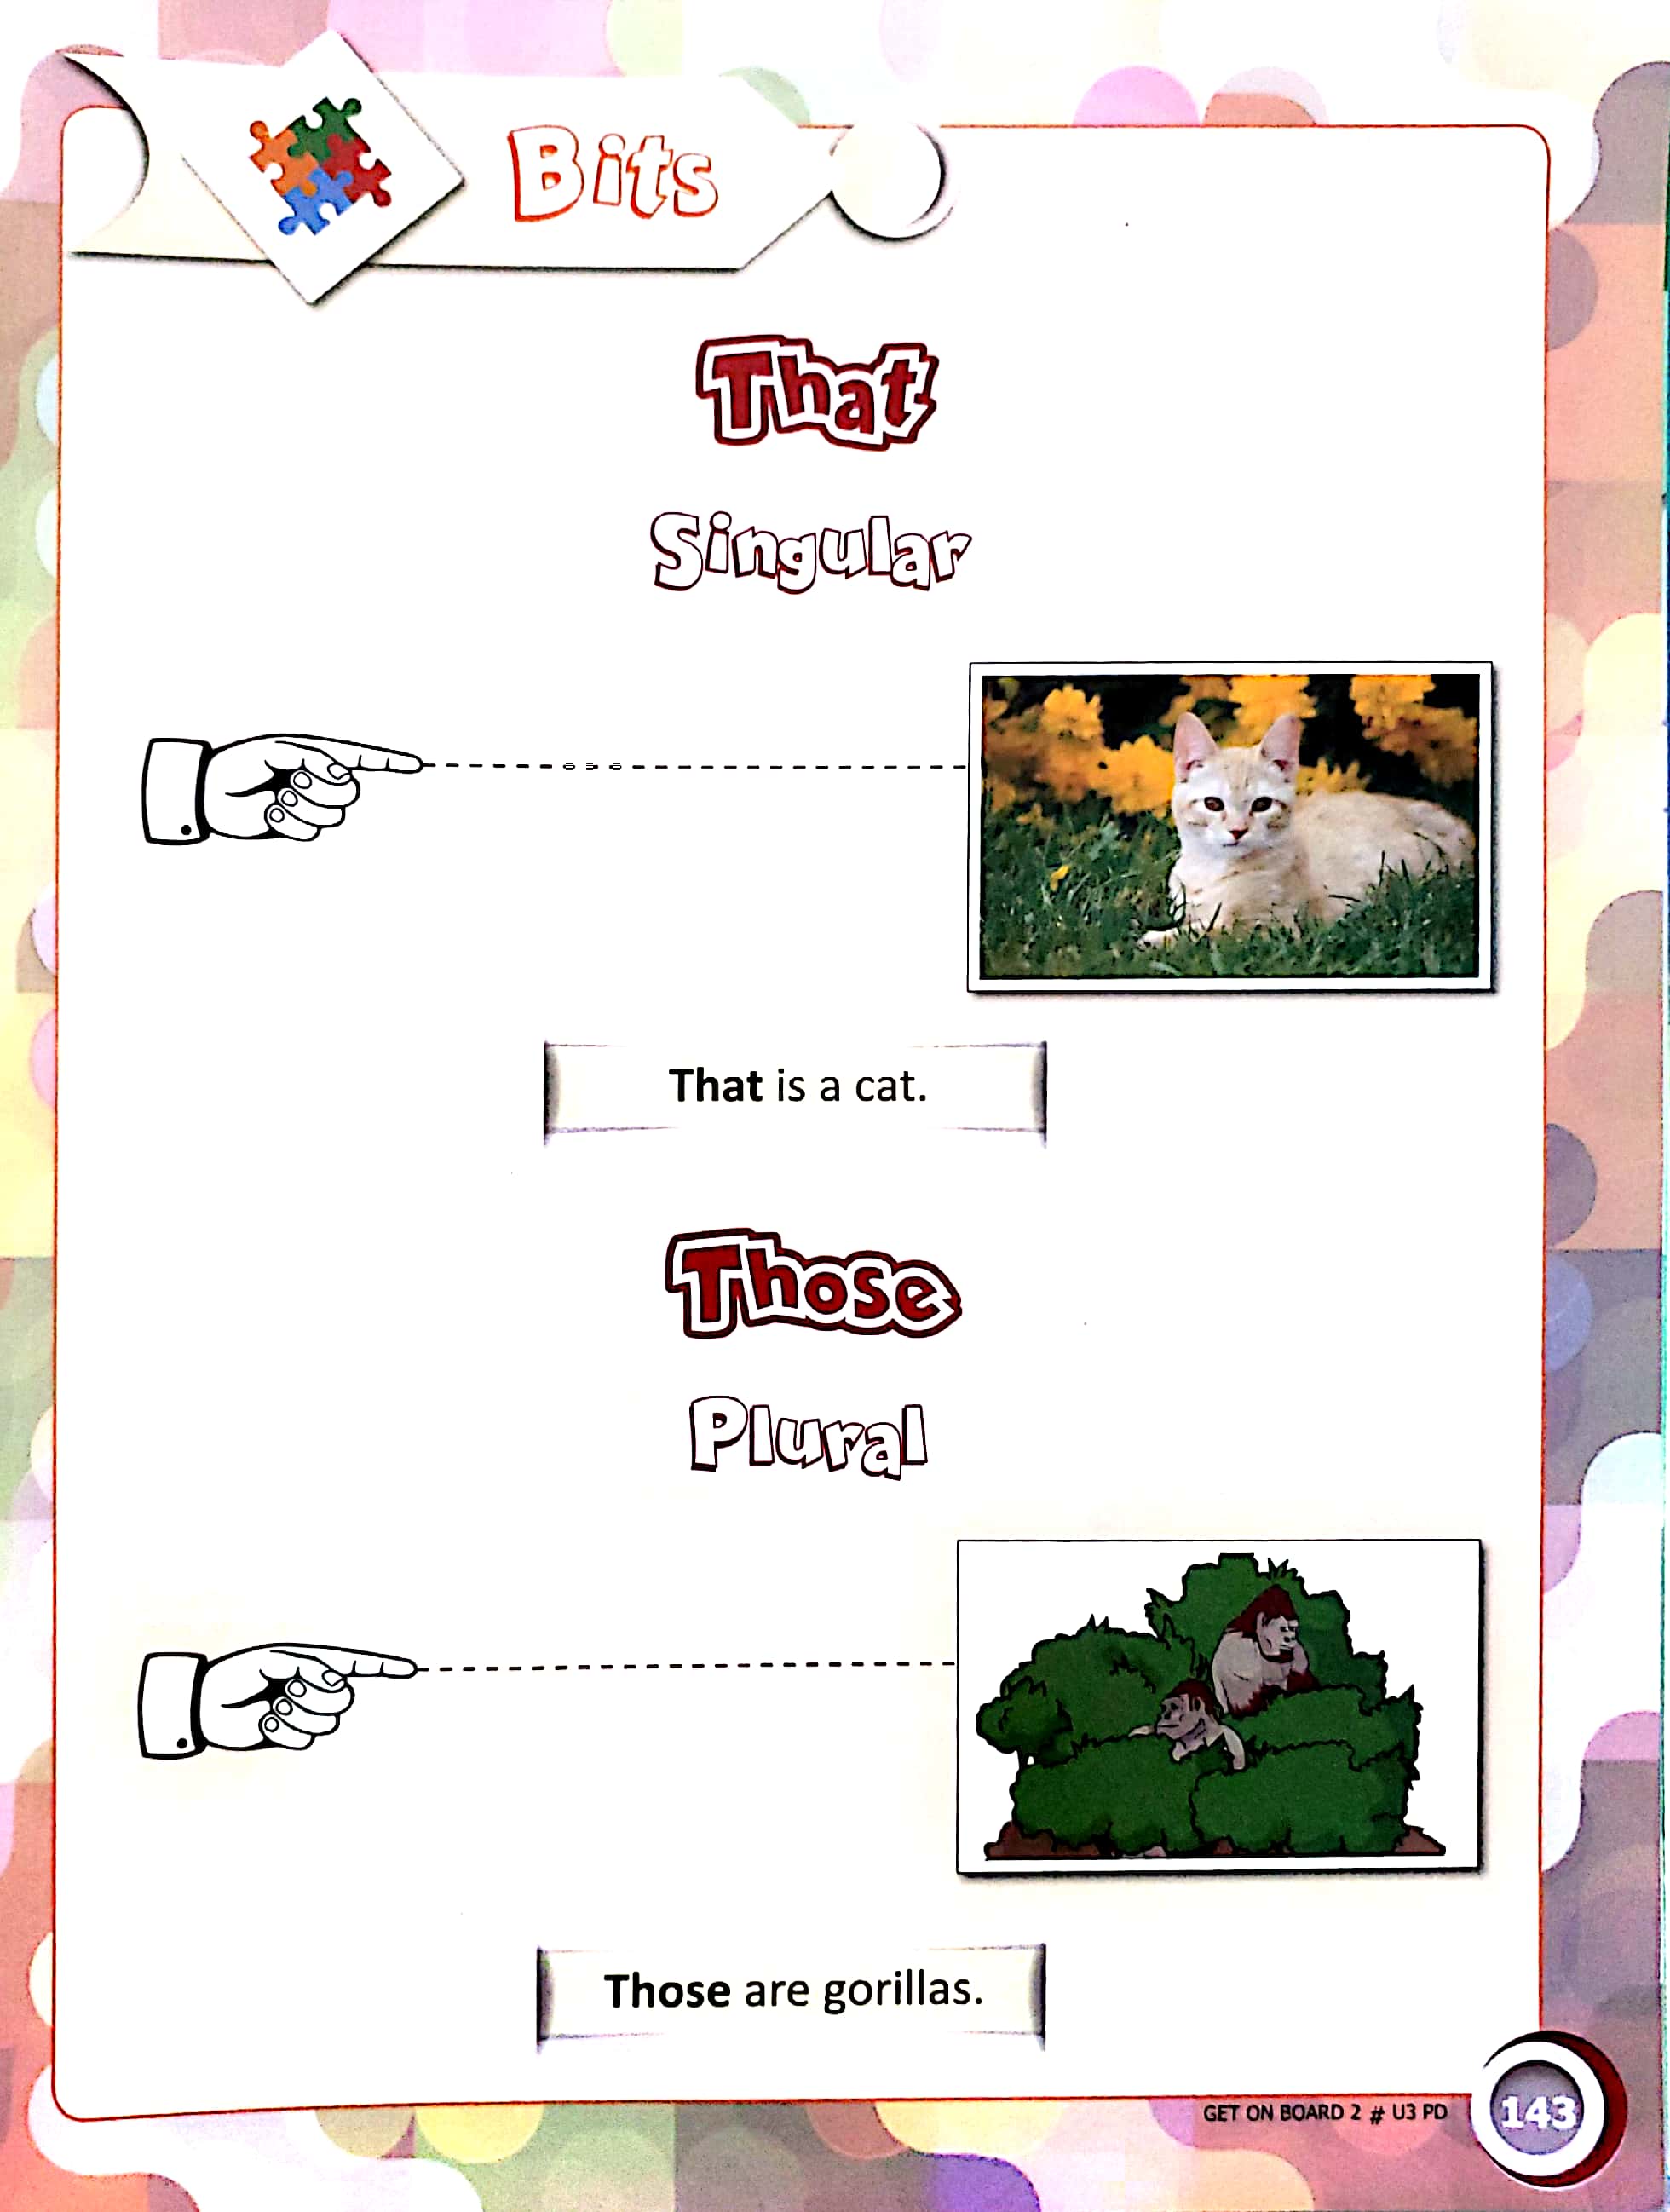 Bits
That
Singular
That is a cat.
Those
Plural
Those are gorillas.
GET ON BOARD 2 # U3 PD
143